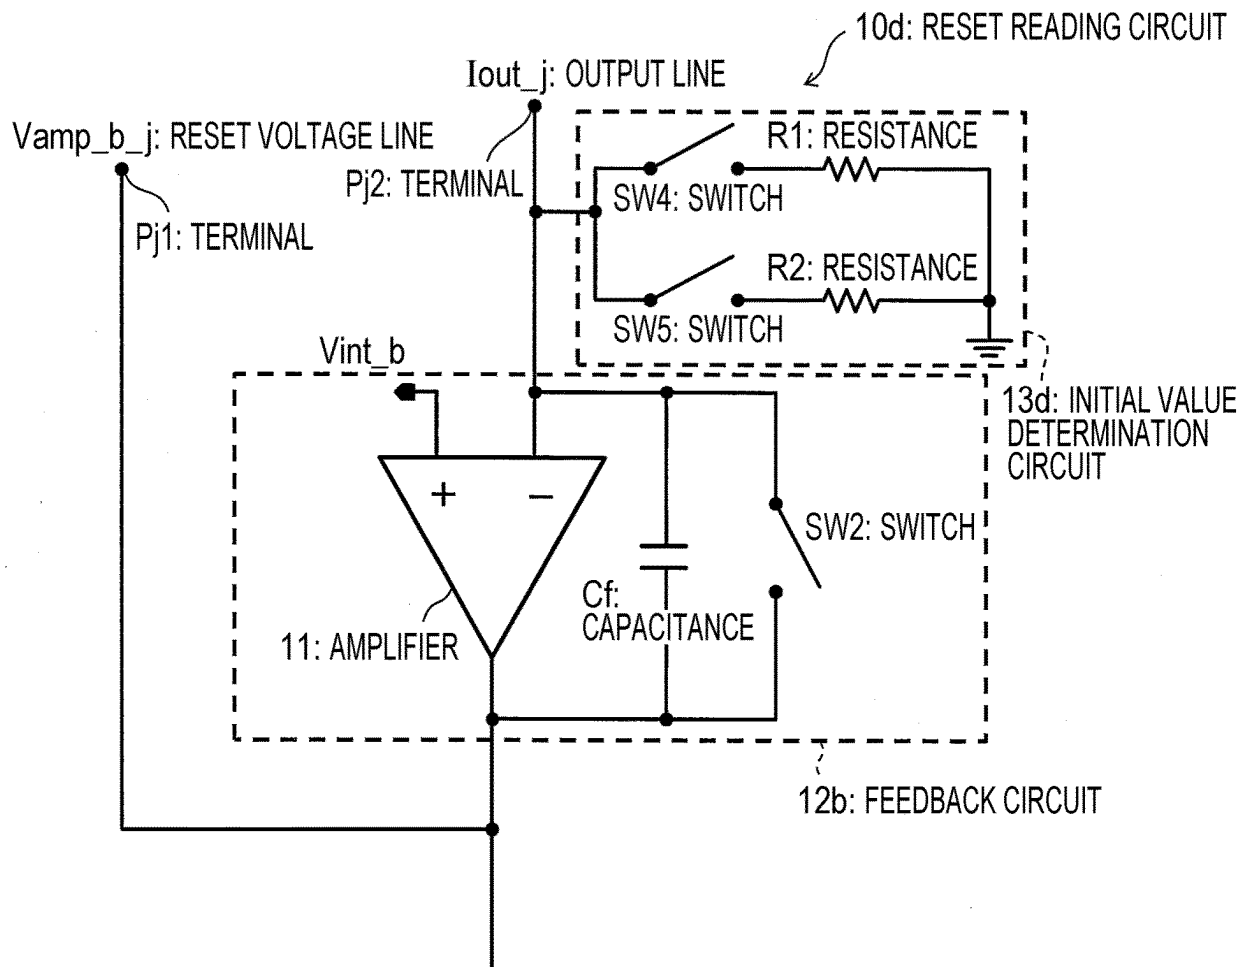 10d: RESET READING CIRCUIT
Iout_j: OUTPUT LINE
Vamp_b_j: RESET VOLTAGE LINE
R1: RESISTANCE
Pj2: TERMINAL
SW4: SWITCH
Pj1: TERMINAL
R2: RESISTANCE
SW5: SWITCH
Vint_b
13d: INITIAL VALUE
DETERMINATION
CIRCUIT
+
−
SW2: SWITCH
Cf:
CAPACITANCE
11: AMPLIFIER
12b: FEEDBACK CIRCUIT